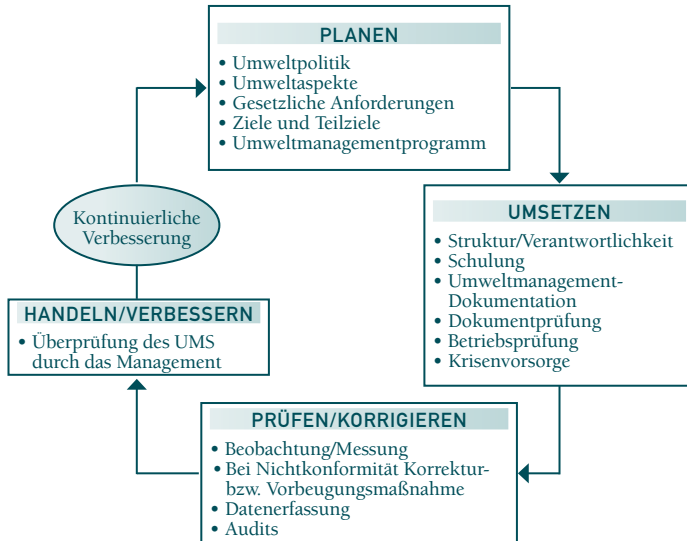 PLANEN
• Umweltpolitik
• Umweltaspekte
• Gesetzliche Anforderungen
• Ziele und Teilziele
• Umweltmanagementprogramm
UMSETZEN
• Struktur/Verantwortlichkeit
• Schulung
• Umweltmanagement-
Dokumentation
• Dokumentprüfung
• Betriebsprüfung
• Krisenvorsorge
PRÜFEN/KORRIGIEREN
• Beobachtung/Messung
• Bei Nichtkonformität Korrektur-
bzw. Vorbeugungsmaßnahme
• Datenerfassung
• Audits
HANDELN/VERBESSERN
• Überprüfung des UMS
durch das Management
Kontinuierliche
Verbesserung